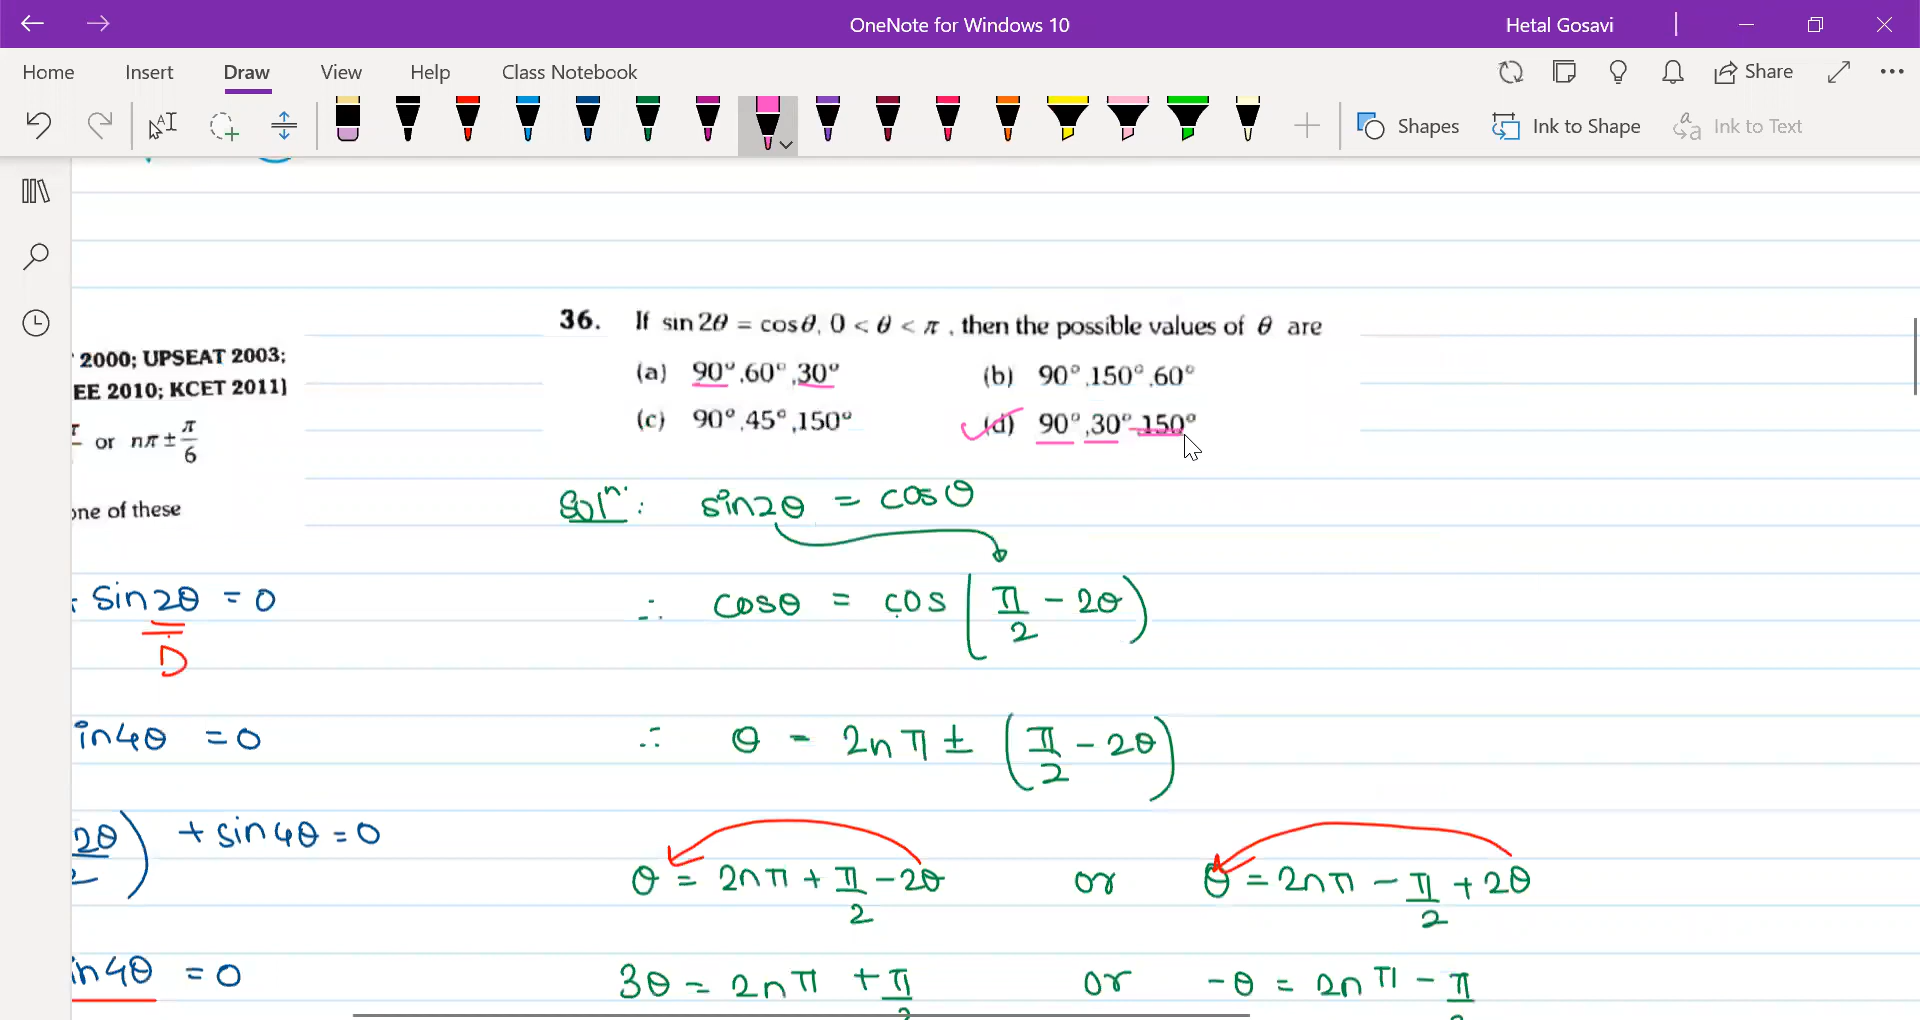 OneNote for Windows 10
Hetal Gosavi
Home Insert Draw View Help Class Notebook
Share
Shapes Ink to Shape Ink to Text
36. If sin 2θ = cosθ, 0 < θ < π , then the possible values of θ are
(a) 90°,60°,30° (b) 90°,150°,60°
(c) 90°,45°,150° (d) 90°,30°,150°
2000; UPSEAT 2003;
EE 2010; KCET 2011]
or nπ ± π/6
one of these
Solⁿ: sin2θ = cosθ
∴ cosθ = cos(π/2 - 2θ)
∴ θ = 2nπ ± (π/2 - 2θ)
θ = 2nπ + π/2 - 2θ or θ = 2nπ - π/2 + 2θ
3θ = 2nπ + π/2 or -θ = 2nπ - π/2
sin2θ = 0
D
in4θ = 0
2θ) + sin4θ = 0
in4θ = 0